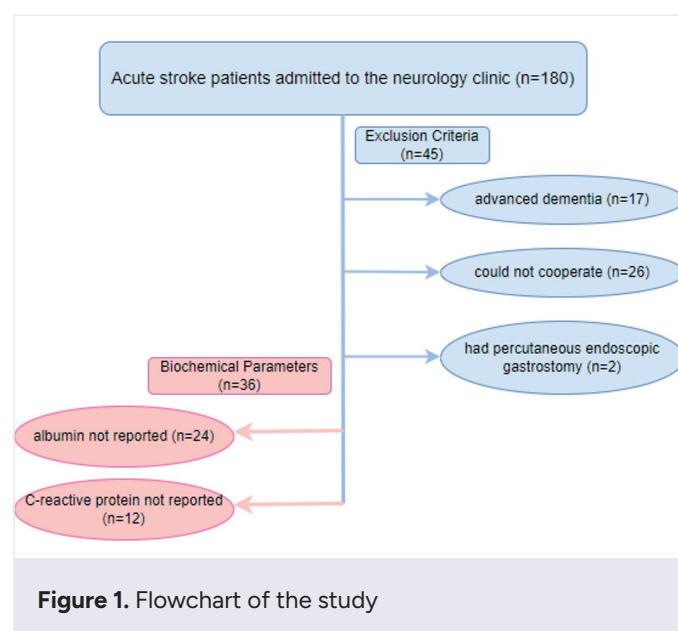 Acute stroke patients admitted to the neurology clinic (n=180)
Exclusion Criteria
(n=45)
advanced dementia (n=17)
could not cooperate (n=26)
had percutaneous endoscopic
gastrostomy (n=2)
Biochemical Parameters
(n=36)
albumin not reported (n=24)
C-reactive protein not reported
(n=12)
Figure 1. Flowchart of the study